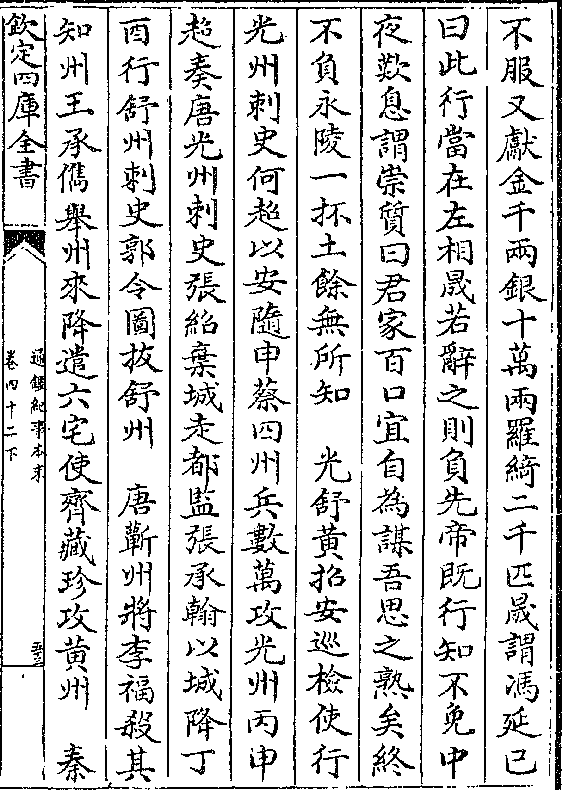 不服又獻金千兩銀十萬兩羅綺二千匹晟謂馮延巳
曰此行當在左相晟若辭之則負先帝既行知不免中
夜歎息謂崇質曰君家百口宜自為謀吾思之熟矣終
不負永陵一抔土餘無所知　光舒黃招安巡檢使行
光州刺史何超以安隨申蔡四州兵數萬攻光州丙申
超奏唐光州刺史張紹棄城走都監張承翰以城降丁
酉行舒州刺史郭令圖拔舒州　唐蘄州將李福殺其
知州王承儁舉州來降遣六宅使齊藏珍攻黃州　秦
欽定四庫全書
通鑑紀事本末
卷四十二下